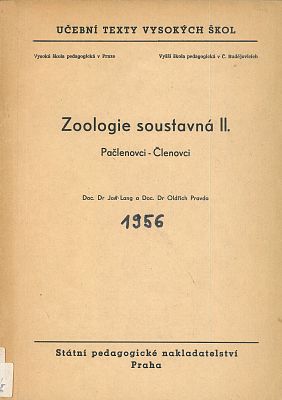 UČEBNÍ TEXTY VYSOKÝCH ŠKOL
Vysoká škola pedagogická v Praze
Vyšší škola pedagogická v Č. Budějovicích
Zoologie soustavná II.
Pačlenovci - Členovci
Doc. Dr Josef Lang a Doc. Dr Oldřich Pravda
1956
Státní pedagogické nakladatelství
Praha